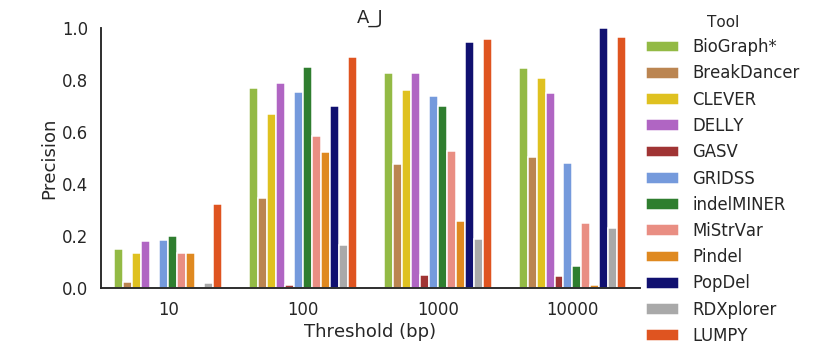 A_J
Tool
BioGraph*
BreakDancer
CLEVER
DELLY
GASV
GRIDSS
indelMINER
MiStrVar
Pindel
PopDel
RDXplorer
LUMPY
Precision
1.0
0.8
0.6
0.4
0.2
0.0
10 100 1000 10000
Threshold (bp)